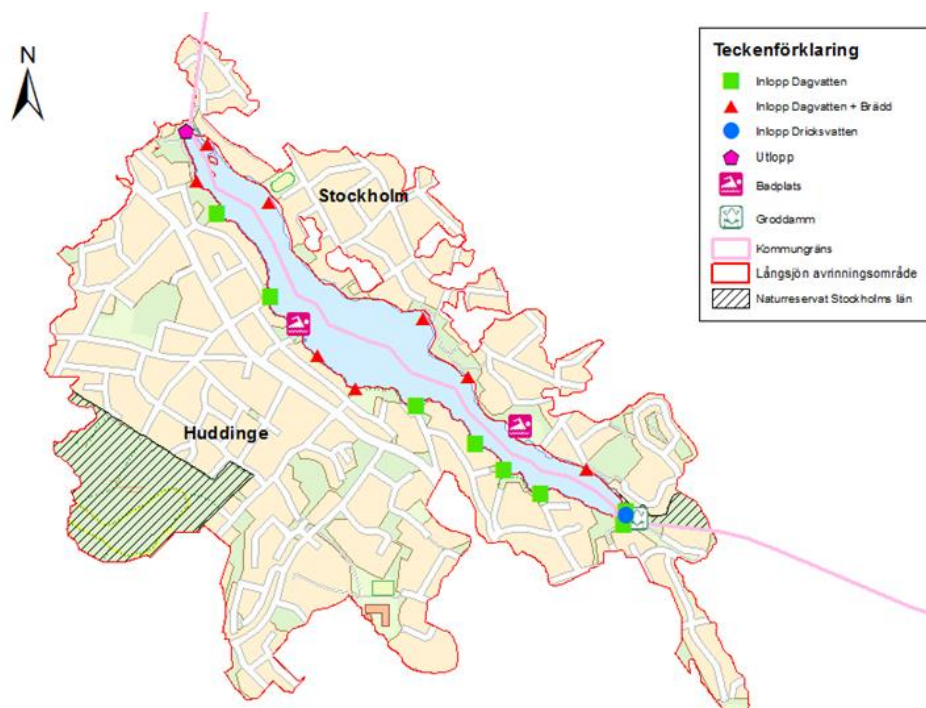 N
Stockholm
Huddinge
Teckenförklaring
Inlopp Dagvatten
Inlopp Dagvatten + Brädd
Inlopp Dricksvatten
Utlopp
Badplats
Groddamm
Kommungräns
Långsjön avrinningsområde
Naturreservat Stockholms län